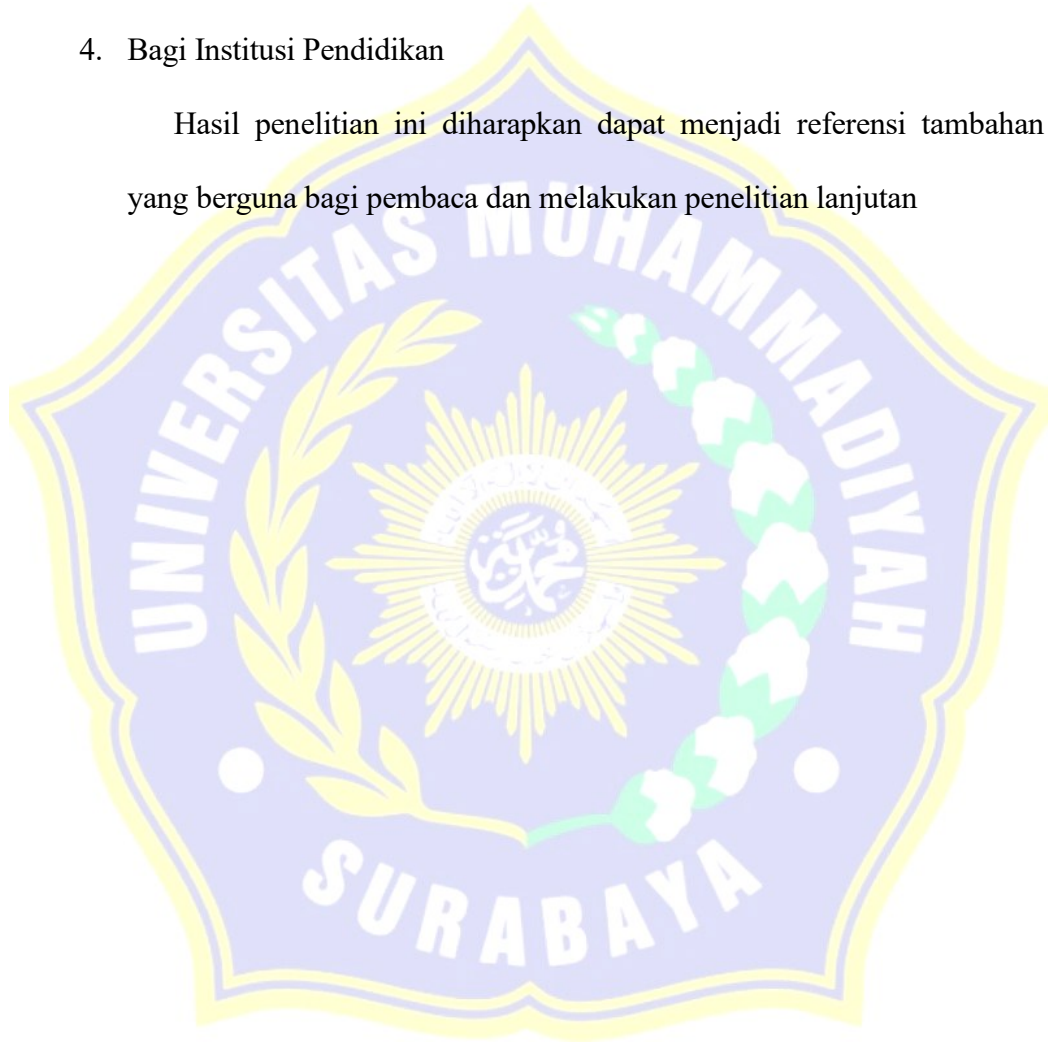 4. Bagi Institusi Pendidikan
Hasil penelitian ini diharapkan dapat menjadi referensi tambahan
yang berguna bagi pembaca dan melakukan penelitian lanjutan
UNIVERSITAS MUHAMMADIYAH
محمد
SURABAYA